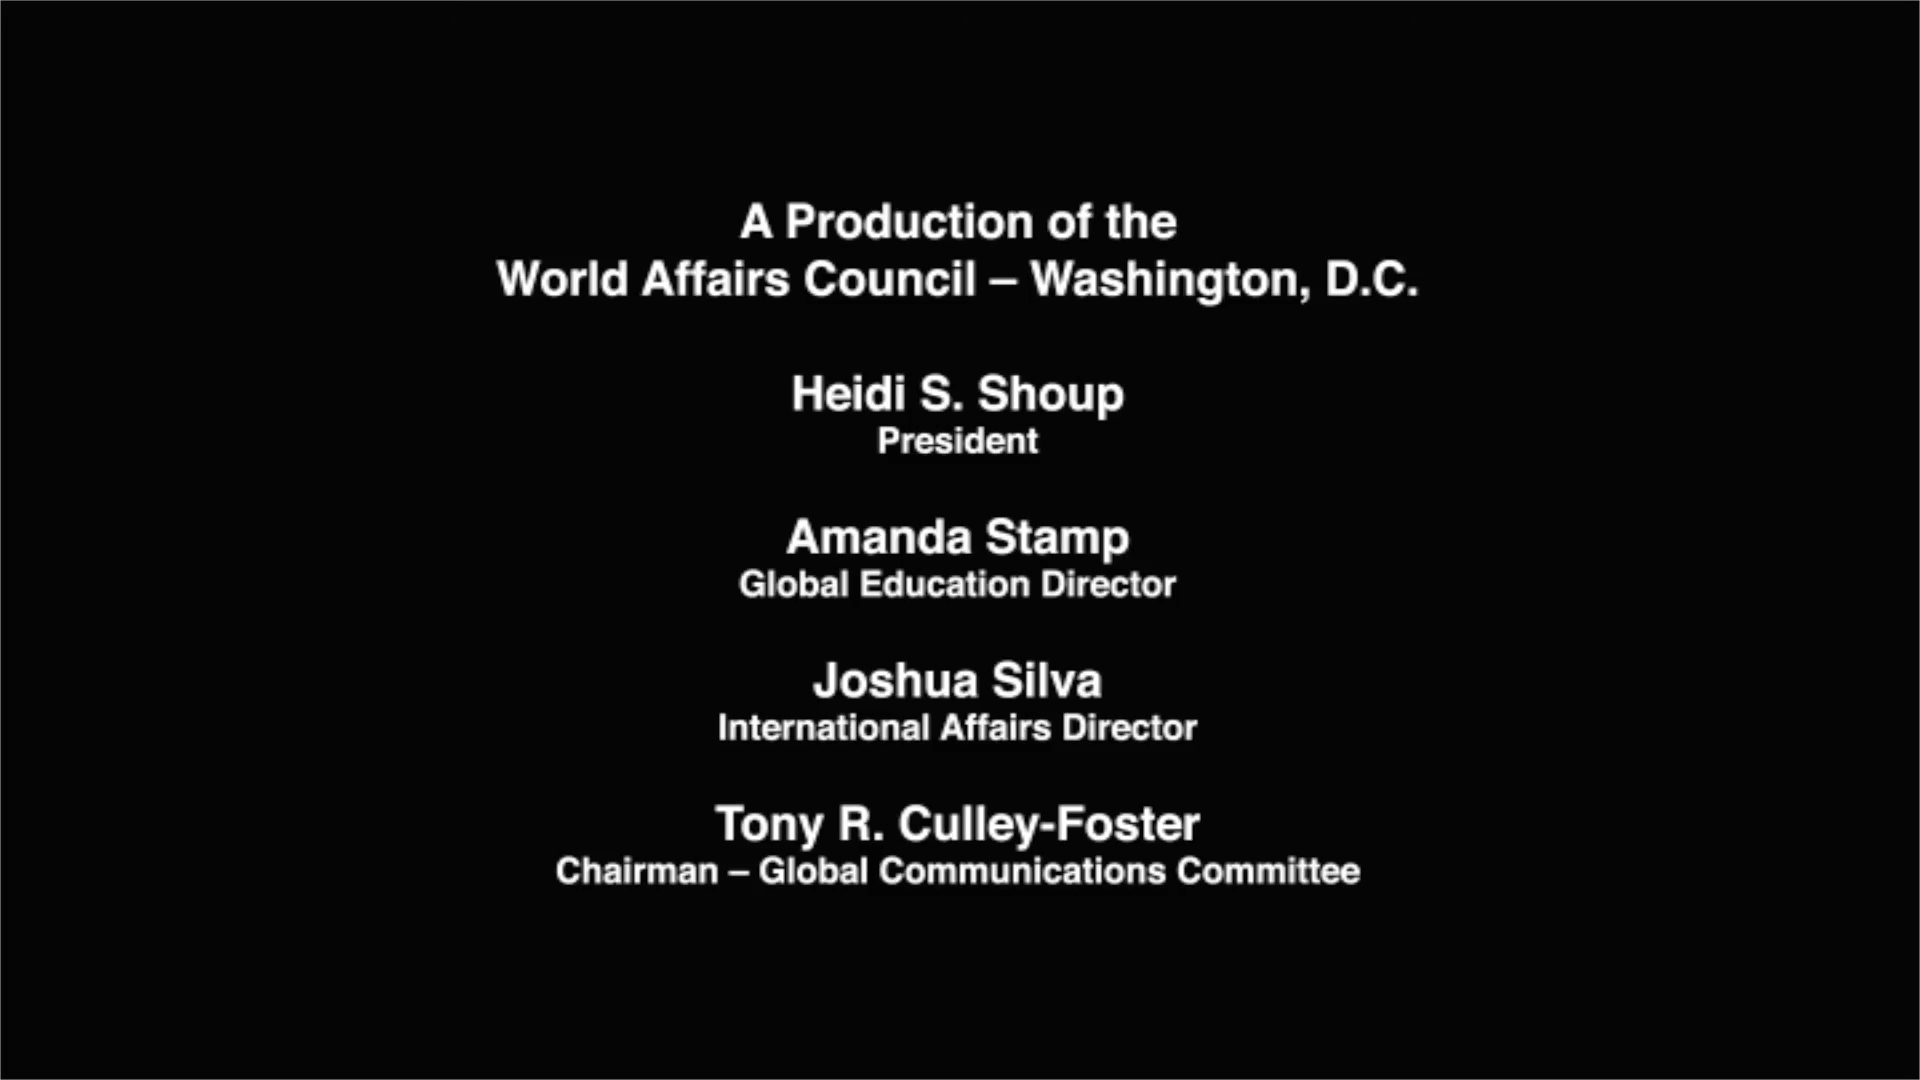 A Production of the
World Affairs Council – Washington, D.C.
Heidi S. Shoup
President
Amanda Stamp
Global Education Director
Joshua Silva
International Affairs Director
Tony R. Culley-Foster
Chairman – Global Communications Committee